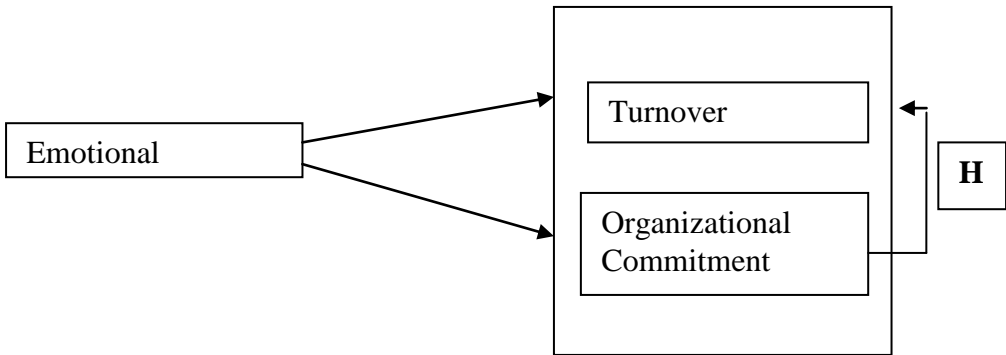 Turnover
Emotional
H
Organizational
Commitment